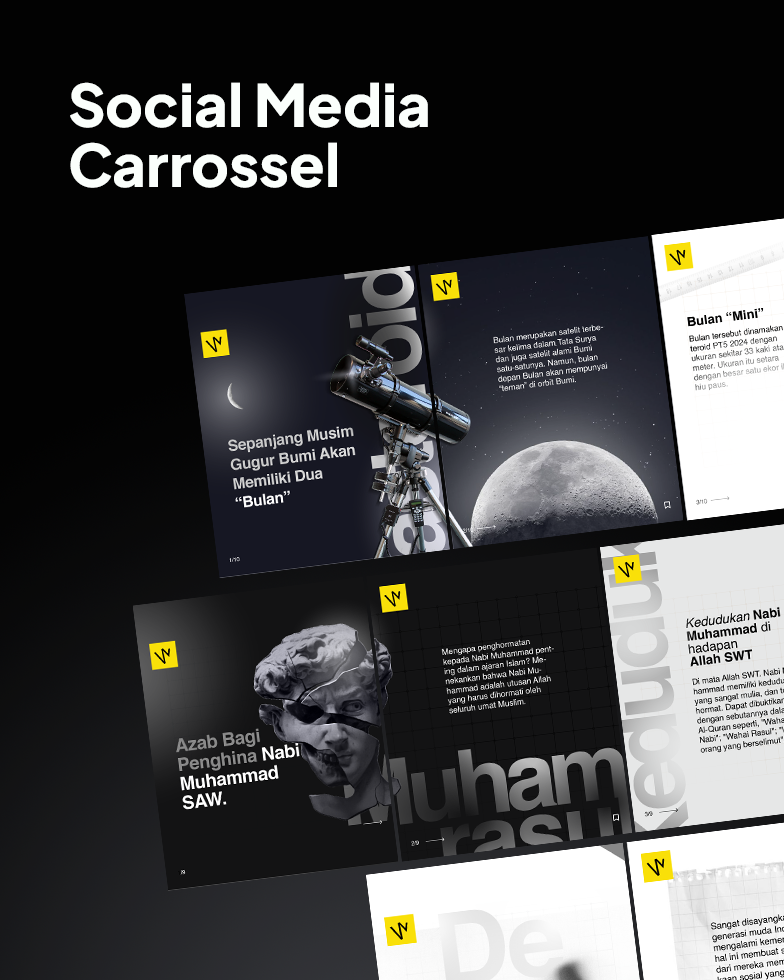 Social Media
Carrossel
Sepanjang Musim
Gugur Bumi Akan
Memiliki Dua
“Bulan”
1/10
Bulan merupakan satelit terbe-
sar kelima dalam Tata Surya
dan juga satelit alami Bumi
satu-satunya. Namun, bulan
depan Bulan akan mempunyai
“teman” di orbit Bumi.
Bulan “Mini”
Bulan tersebut dinamakan
teroid PT5 2024 dengan
ukuran sekitar 33 kaki
meter. Ukuran itu setara
dengan besar satu ekor
hiu paus.
3/10
Azab Bagi
Penghina Nabi
Muhammad
SAW.
/9
Mengapa penghormatan
kepada Nabi Muhammad pent-
ing dalam ajaran Islam? Me-
nekankan bahwa Nabi Mu-
hammad adalah utusan Allah
yang harus dihormati oleh
seluruh umat Muslim.
Muham
rasu
2/9
Keduduk
Kedudukan Nabi
Muhammad di
hadapan
Allah SWT
Di mata Allah SWT. Nabi
hammad memiliki
yang sangat mulia, dan
hormat. Dapat dibuktikan
dengan sebutannya
Al-Quran seperti,
Nabi"; "Wahai Rasul";
orang yang berselimut"
3/9
De
Sangat disayangk
generasi muda
mengalami
hal ini membuat
dari mereka
kaan sosial yang